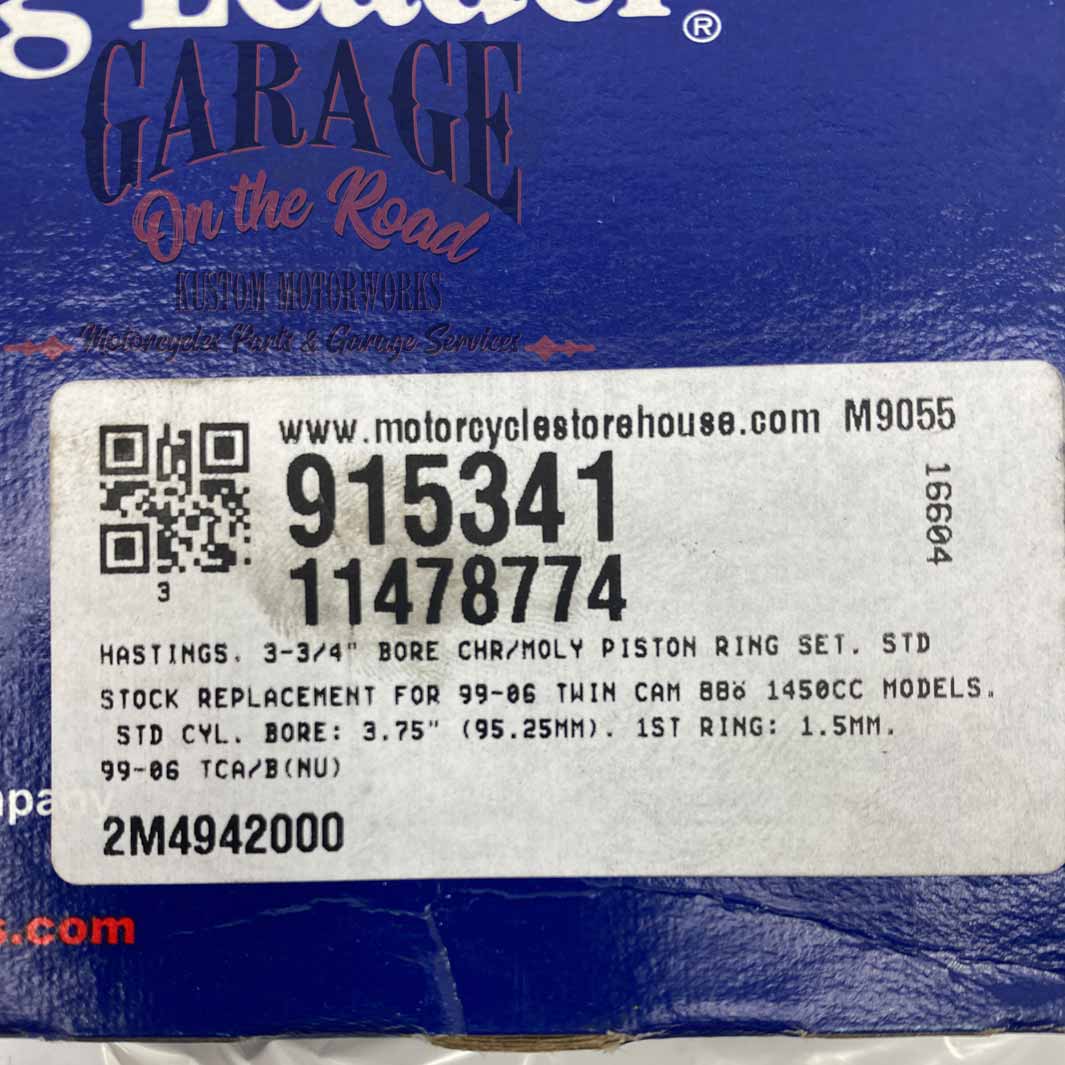 g Leader®
GARAGE
On the Road
KUSTOM MOTORWORKS
Motorcycles Parts & Garage Services
www.motorcyclestorehouse.com M9055
915341
16604
11478774
3
HASTINGS. 3-3/4" BORE CHR/MOLY PISTON RING SET. STD
STOCK REPLACEMENT FOR 99-06 TWIN CAM 88ö 1450CC MODELS.
STD CYL. BORE: 3.75" (95.25MM). 1ST RING: 1.5MM.
99-06 TCA/B(NU)
mpany
2M4942000
s.com